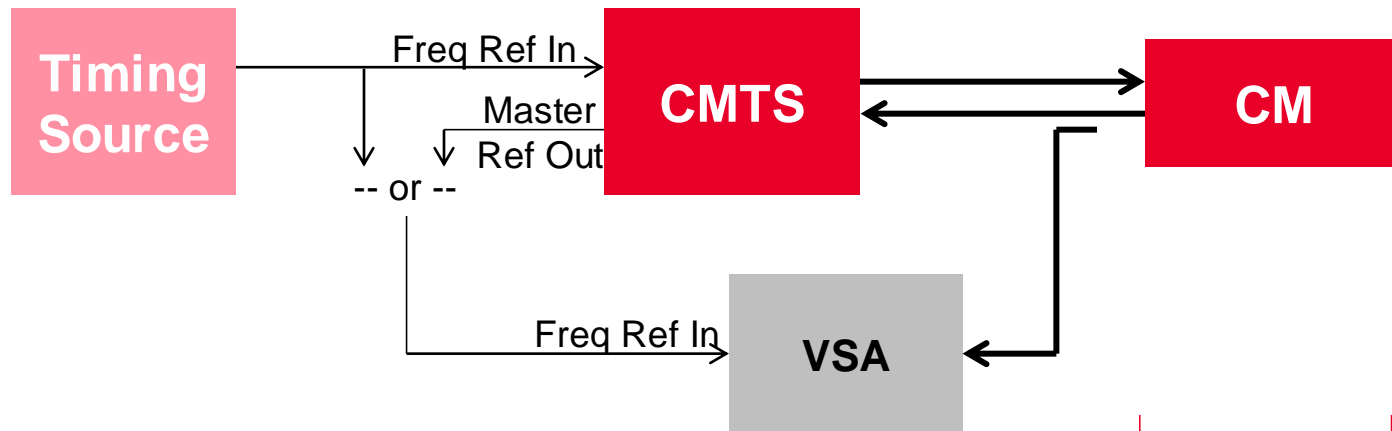 Timing
Source
Freq Ref In
Master
Ref Out
-- or --
CMTS
CM
Freq Ref In
VSA